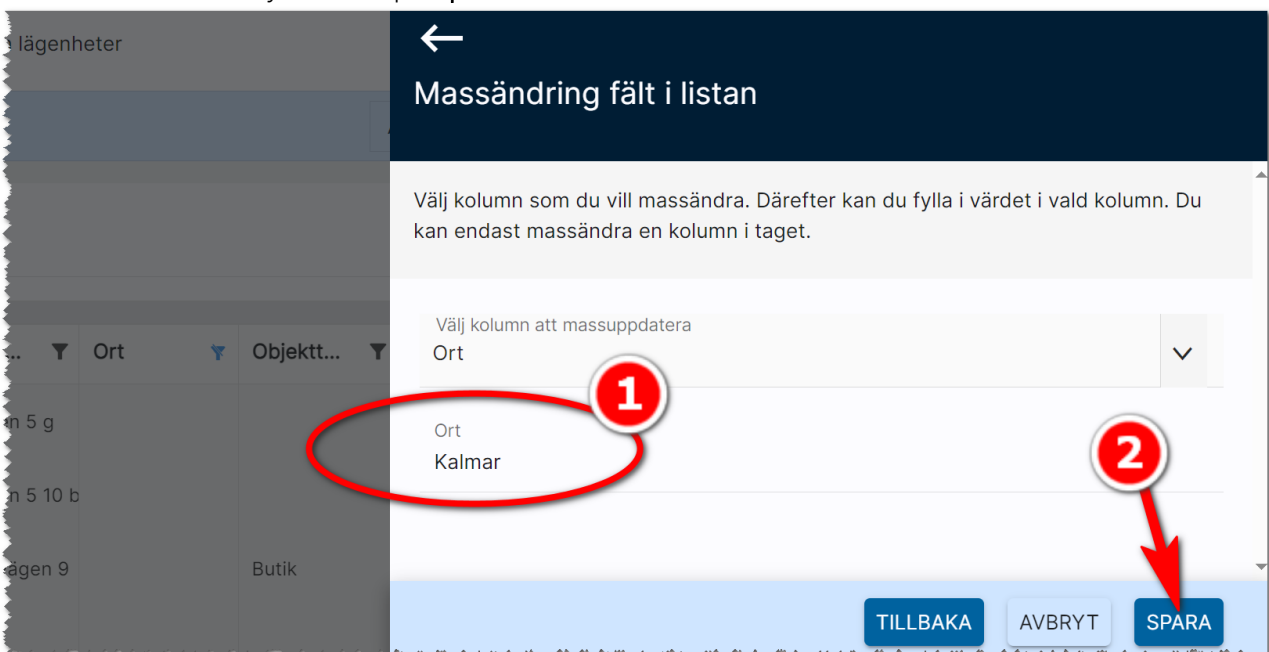 lägenheter
Massändring fält i listan
Välj kolumn som du vill massändra. Därefter kan du fylla i värdet i vald kolumn. Du
kan endast massändra en kolumn i taget.
Välj kolumn att massuppdatera
Ort
... Ort Objektt...
1
n 5 g
Ort
Kalmar
2
n 5 10 b
ägen 9 Butik
TILLBAKA AVBRYT SPARA